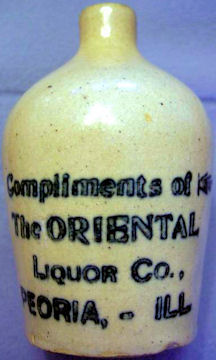 Compliments of
The ORIENTAL
LIQUOR CO.,
PEORIA, - ILL